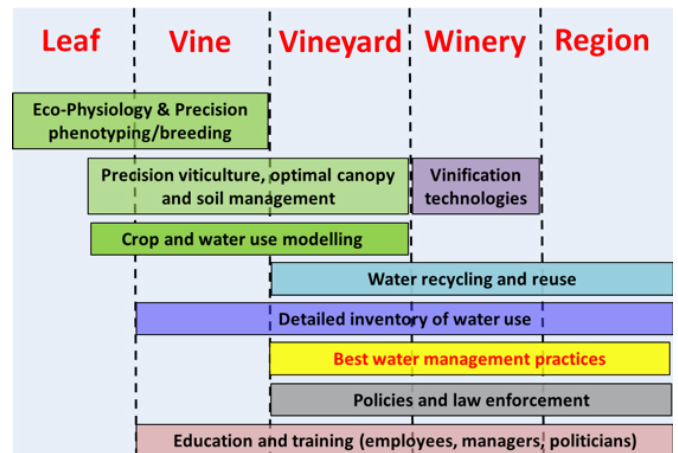 Leaf Vine Vineyard Winery Region
Eco-Physiology & Precision
phenotyping/breeding
Precision viticulture, optimal canopy
and soil management
Vinification
technologies
Crop and water use modelling
Water recycling and reuse
Detailed inventory of water use
Best water management practices
Policies and law enforcement
Education and training (employees, managers, politicians)